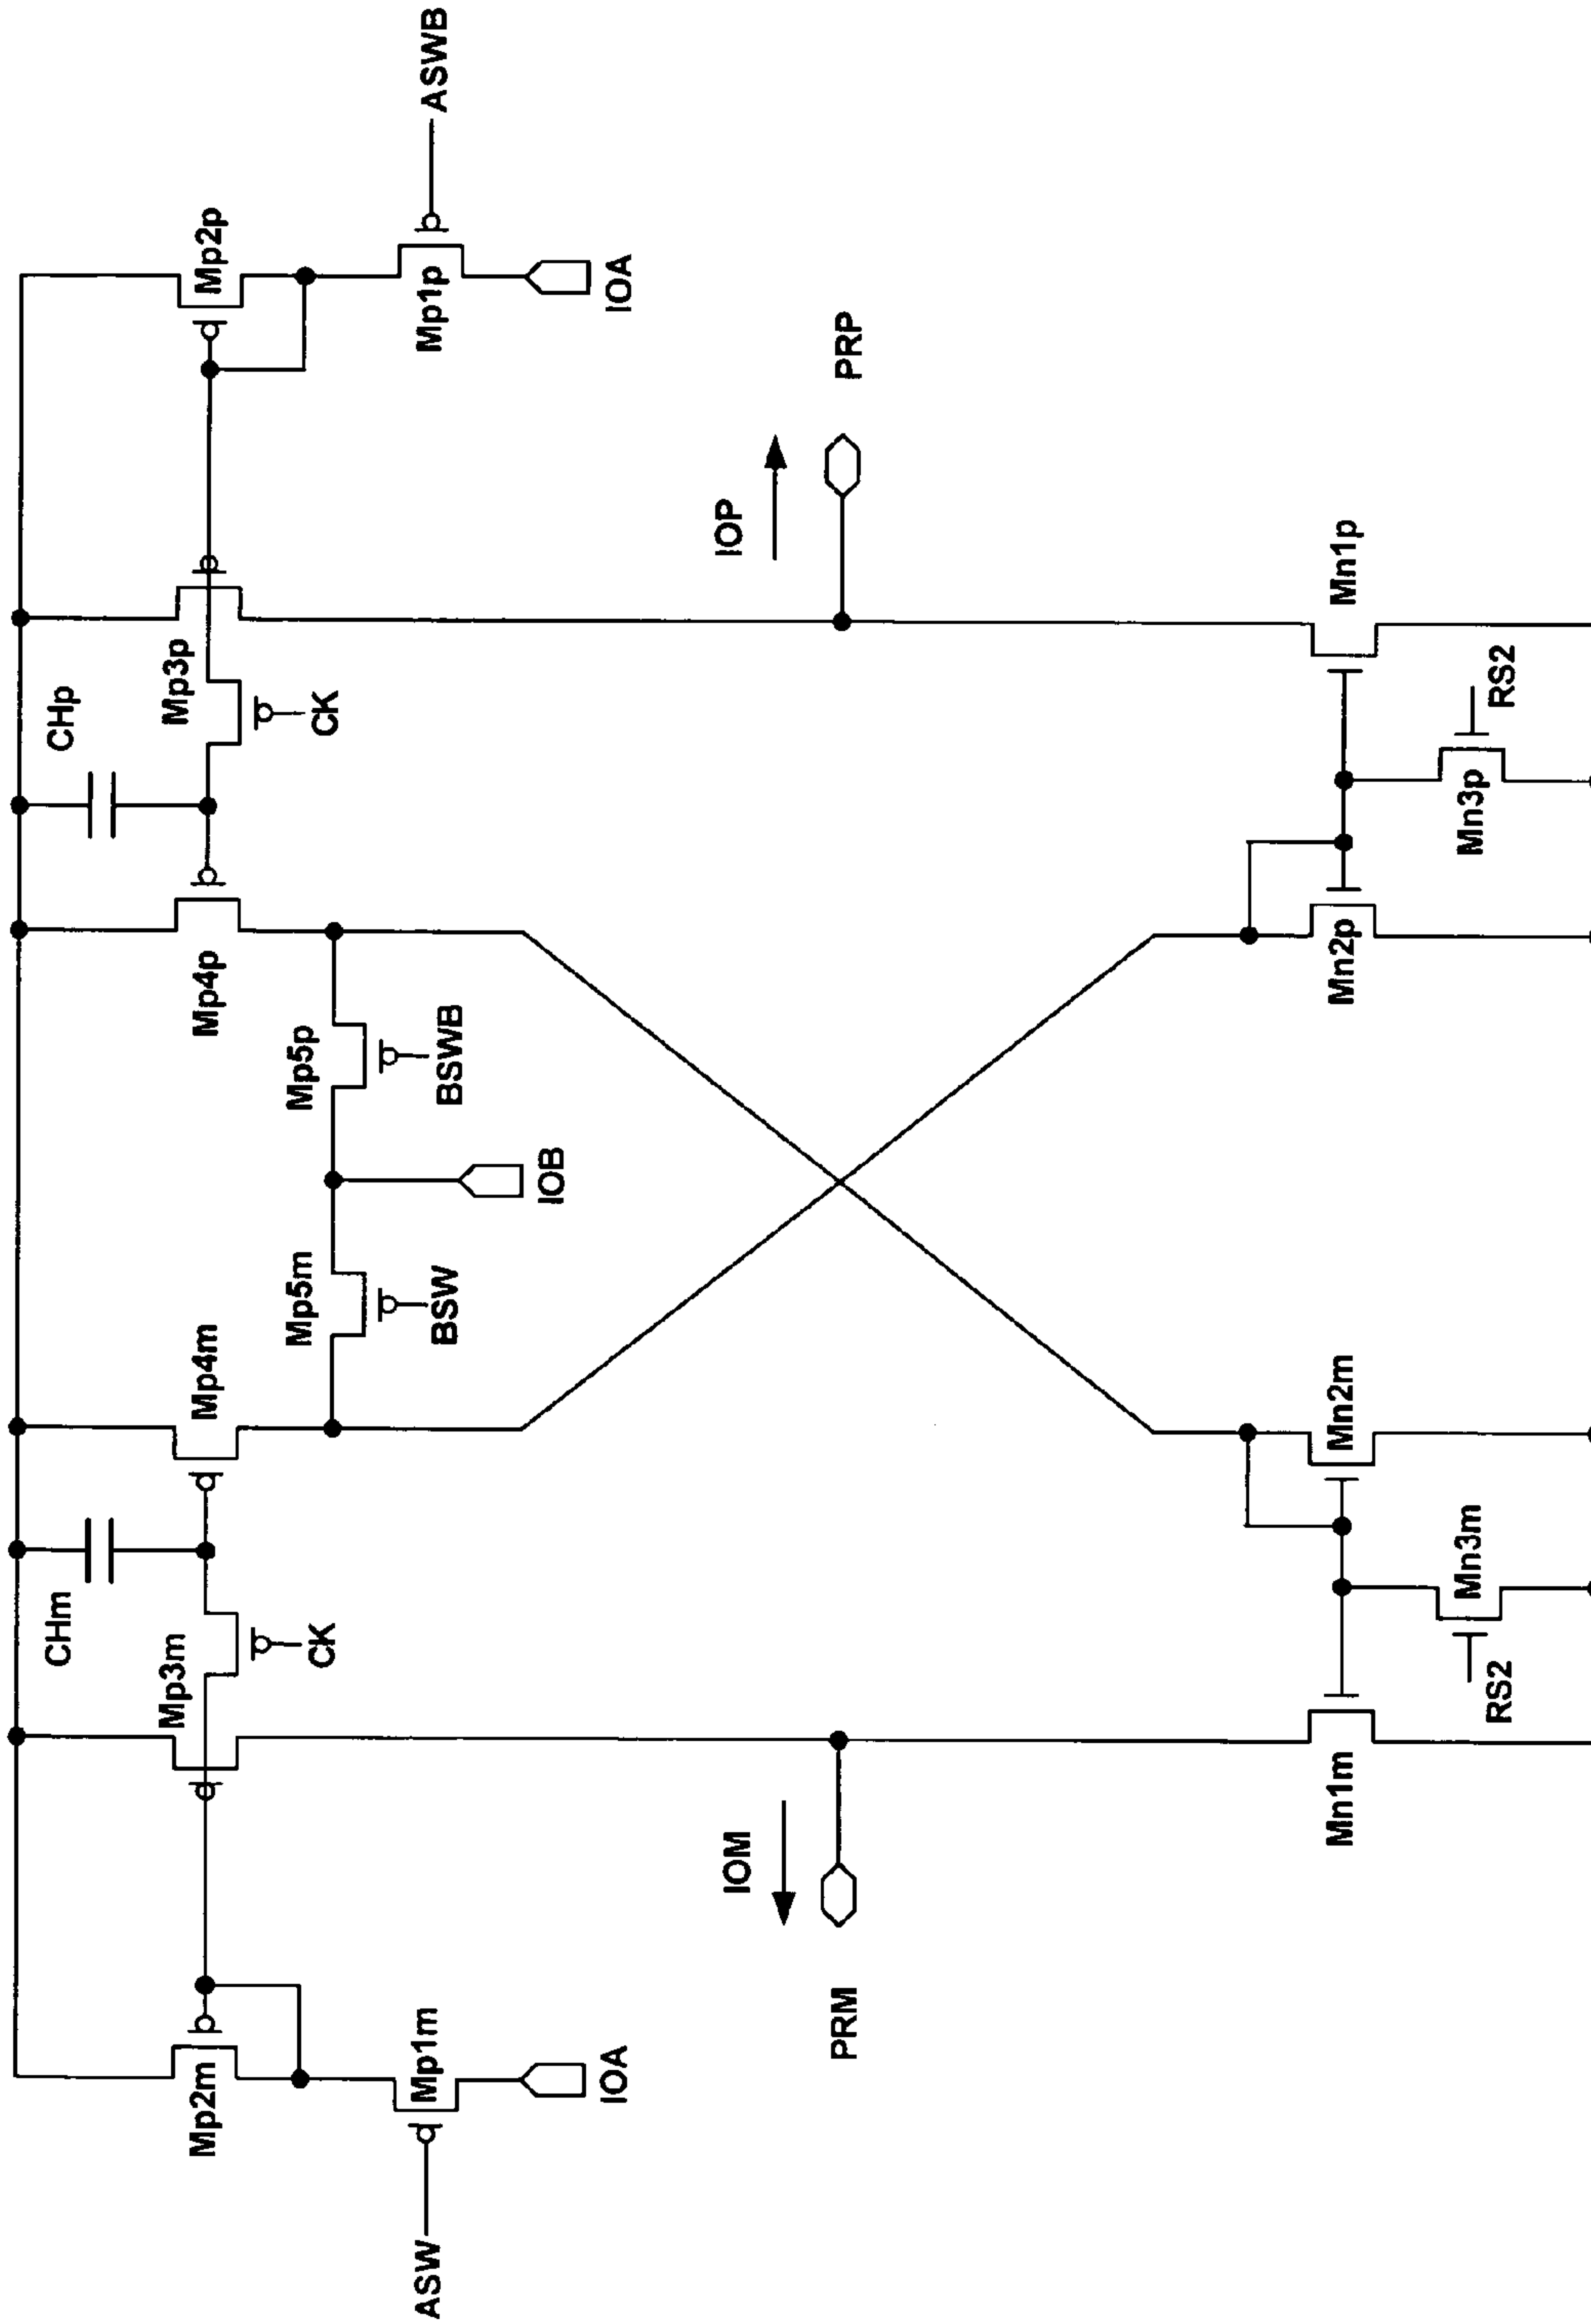 ASW
Mp2m
Mp1m
IOA
Mp3m
CK
CHm
Mp4m
Mp5m
BSW
IOB
Mp5p
BSWB
Mp4p
CHp
Mp3p
CK
Mp2p
Mp1p
IOA
ASWB
PRM
IOM
IOP
PRP
Mn1m
RS2
Mn3m
Mn2m
Mn2p
Mn3p
RS2
Mn1p